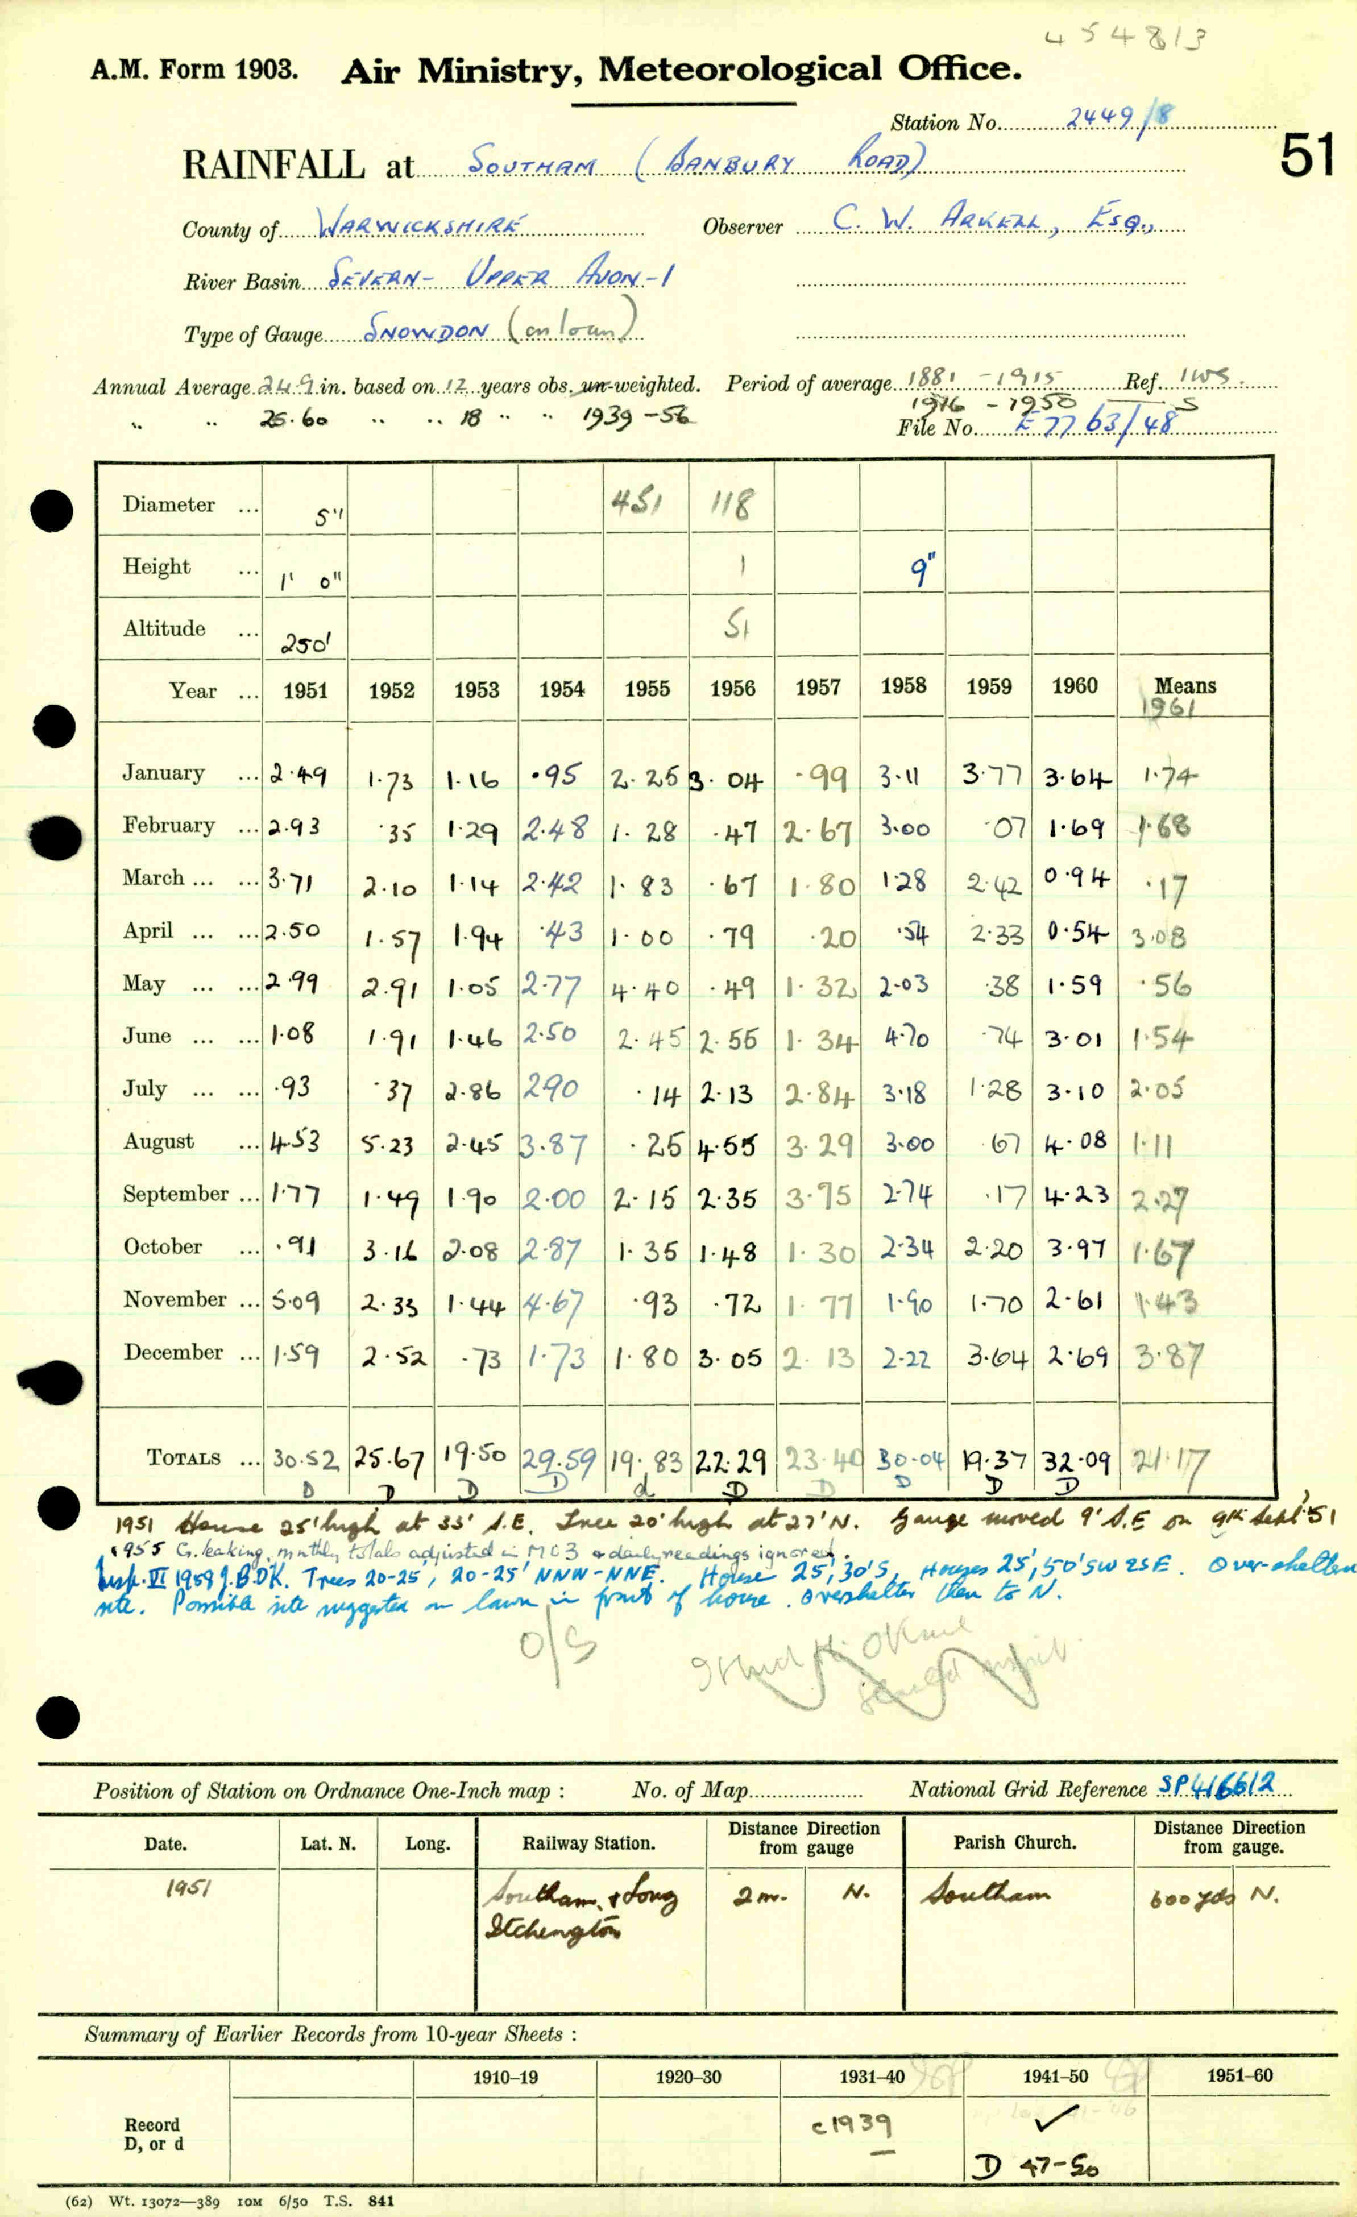 454813
A.M. Form 1903. Air Ministry, Meteorological Office.
Station No. 2449/8
51
RAINFALL at SOUTHAM (BANBURY ROAD)
County of WARWICKSHIRE Observer C. W. ARKELL, ESQ.,
River Basin SEVERN - UPPER AVON - 1
Type of Gauge SNOWDON (on loan)
Annual Average 24.9 in. based on 12 years obs. un-weighted. Period of average 1881 - 1915 Ref. IWS.
" " 25.60 " " 18 " " 1939 - 56 1916 - 1950 S
File No. E 77 63/48
Diameter ... 5" 451 118
Height ... 1' 0" 1 9"
Altitude ... 250' 51
Year ... 1951 1952 1953 1954 1955 1956 1957 1958 1959 1960 Means
1961
January ... 2.49 1.73 1.16 .95 2.25 3.04 .99 3.11 3.77 3.64 1.74
February ... 2.93 .35 1.29 2.48 1.28 .47 2.67 3.00 .07 1.69 1.68
March ... ... 3.71 2.10 1.14 2.42 1.83 .67 1.80 1.28 2.42 0.94 .17
April ... ... 2.50 1.57 1.94 .43 1.00 .79 .20 .54 2.33 0.54 3.08
May ... ... 2.99 2.91 1.05 2.77 4.40 .49 1.32 2.03 .38 1.59 .56
June ... ... 1.08 1.91 1.46 2.50 2.45 2.55 1.34 4.70 .74 3.01 1.54
July ... ... .93 .37 2.86 2.90 .14 2.13 2.84 3.18 1.28 3.10 2.05
August ... 4.53 5.23 2.45 3.87 .25 4.55 3.29 3.00 .67 4.08 1.11
September ... 1.77 1.49 1.90 2.00 2.15 2.35 3.75 2.74 .17 4.23 2.27
October ... .91 3.16 2.08 2.87 1.35 1.48 1.30 2.34 2.20 3.97 1.67
November ... 5.09 2.33 1.44 4.67 .93 .72 1.77 1.90 1.70 2.61 1.43
December ... 1.59 2.52 .73 1.73 1.80 3.05 2.13 2.22 3.64 2.69 3.87
TOTALS ... 30.52 25.67 19.50 29.59 19.83 22.29 23.40 30.04 19.37 32.09 21.17
D D D D d D D D D D
1951 House 25' high at 33' S.E. Tree 20' high at 27' N. Gauge moved 9' S.E on 9th Sept '51
1955 G. leaking, monthly totals adjusted in MO3 & daily readings ignored.
Insp. VI 1958 J.B.D.K. Trees 20-25', 20-25' NNW-NNE. House 25', 30'S, Houses 25', 50' SW & SE. Over-sheltered
site. Possible site suggested on lawn in front of house. overshelter then to N.
O/S
Position of Station on Ordnance One-Inch map : No. of Map National Grid Reference SP 416612
Date. Lat. N. Long. Railway Station. Distance from Direction gauge Parish Church. Distance from Direction gauge.
1951 Southam & Long Itchington 2 m. N. Southam 600 yds N.
Summary of Earlier Records from 10-year Sheets :
1910–19 1920–30 1931–40 1941–50 1951–60
Record
D, or d
c1939 ✓
D 47-50
(62) Wt. 13072—389 10M 6/50 T.S. 841